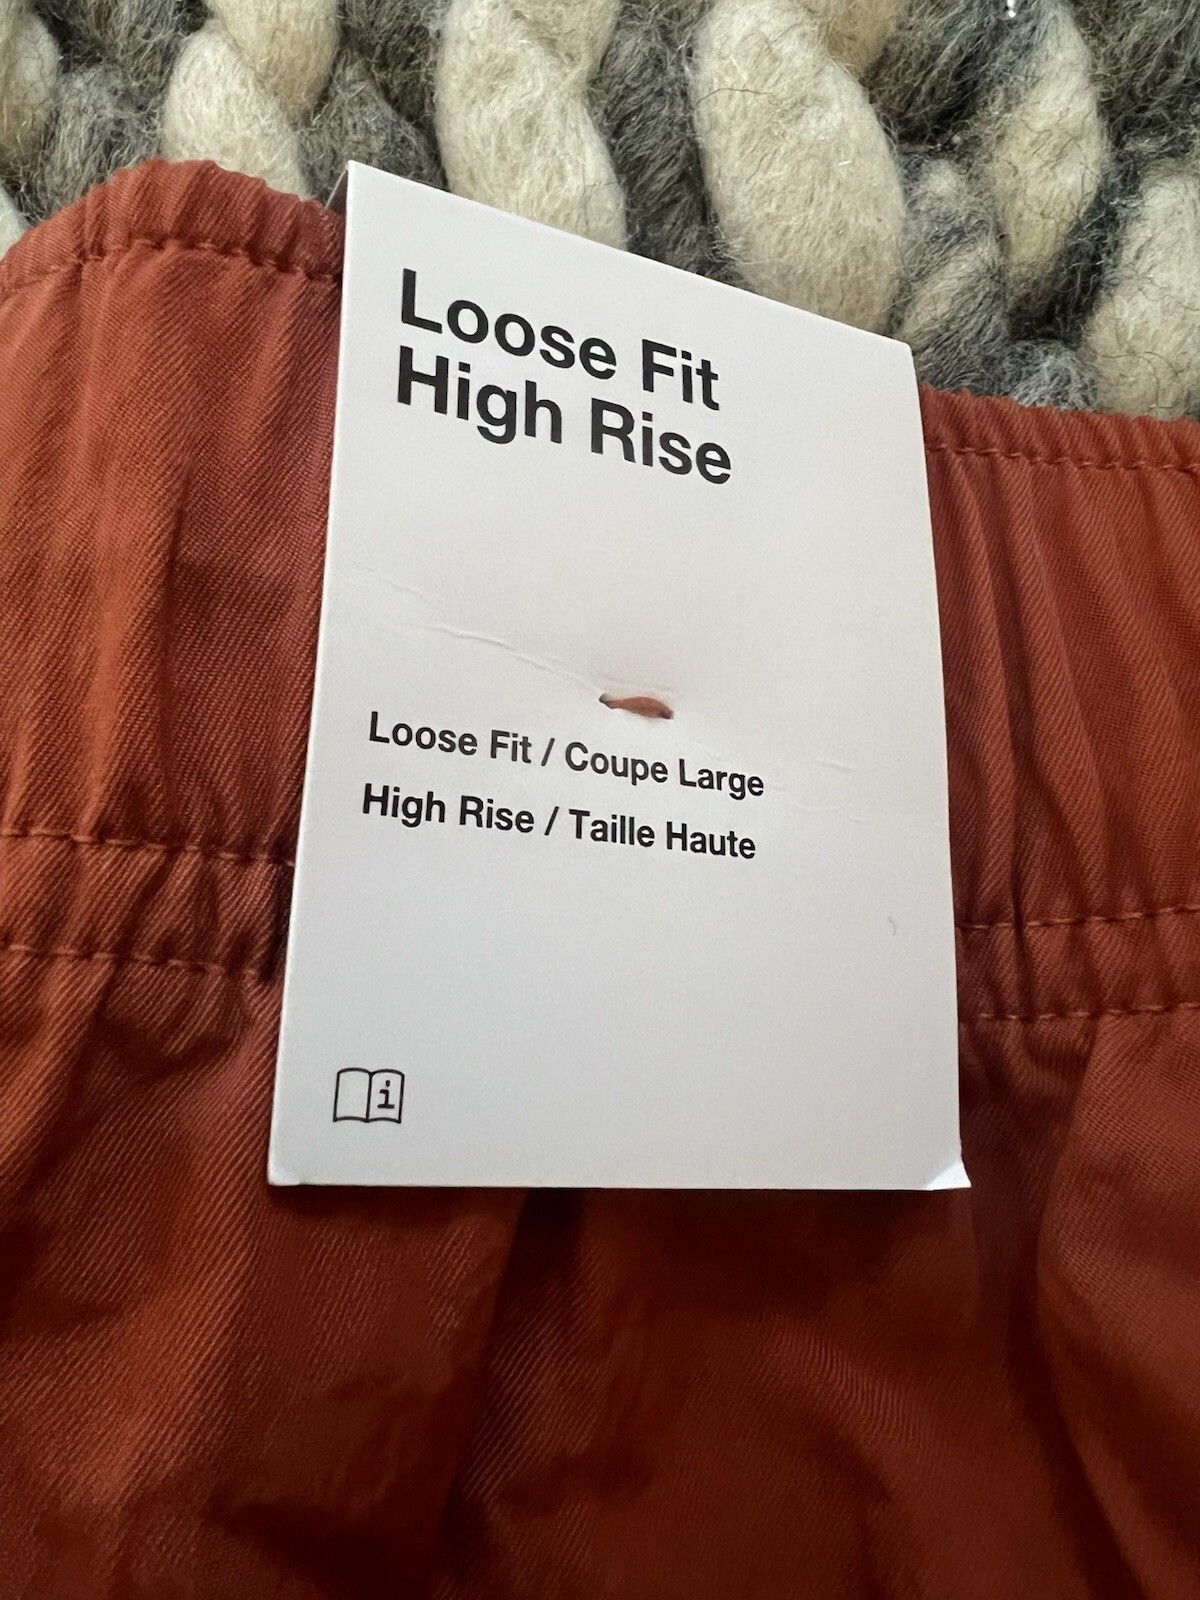 Loose Fit
High Rise
Loose Fit / Coupe Large
High Rise / Taille Haute
i